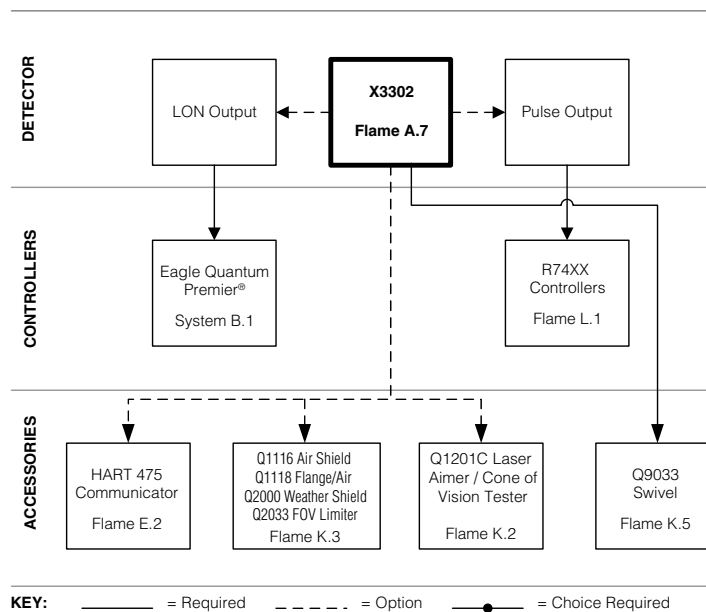 DETECTOR
LON Output
X3302
Flame A.7
Pulse Output
CONTROLLERS
Eagle Quantum
Premier®
System B.1
R74XX
Controllers
Flame L.1
ACCESSORIES
HART 475
Communicator
Flame E.2
Q1116 Air Shield
Q1118 Flange/Air
Q2000 Weather Shield
Q2033 FOV Limiter
Flame K.3
Q1201C Laser
Aimer / Cone of
Vision Tester
Flame K.2
Q9033
Swivel
Flame K.5
KEY:
= Required
= Option
= Choice Required